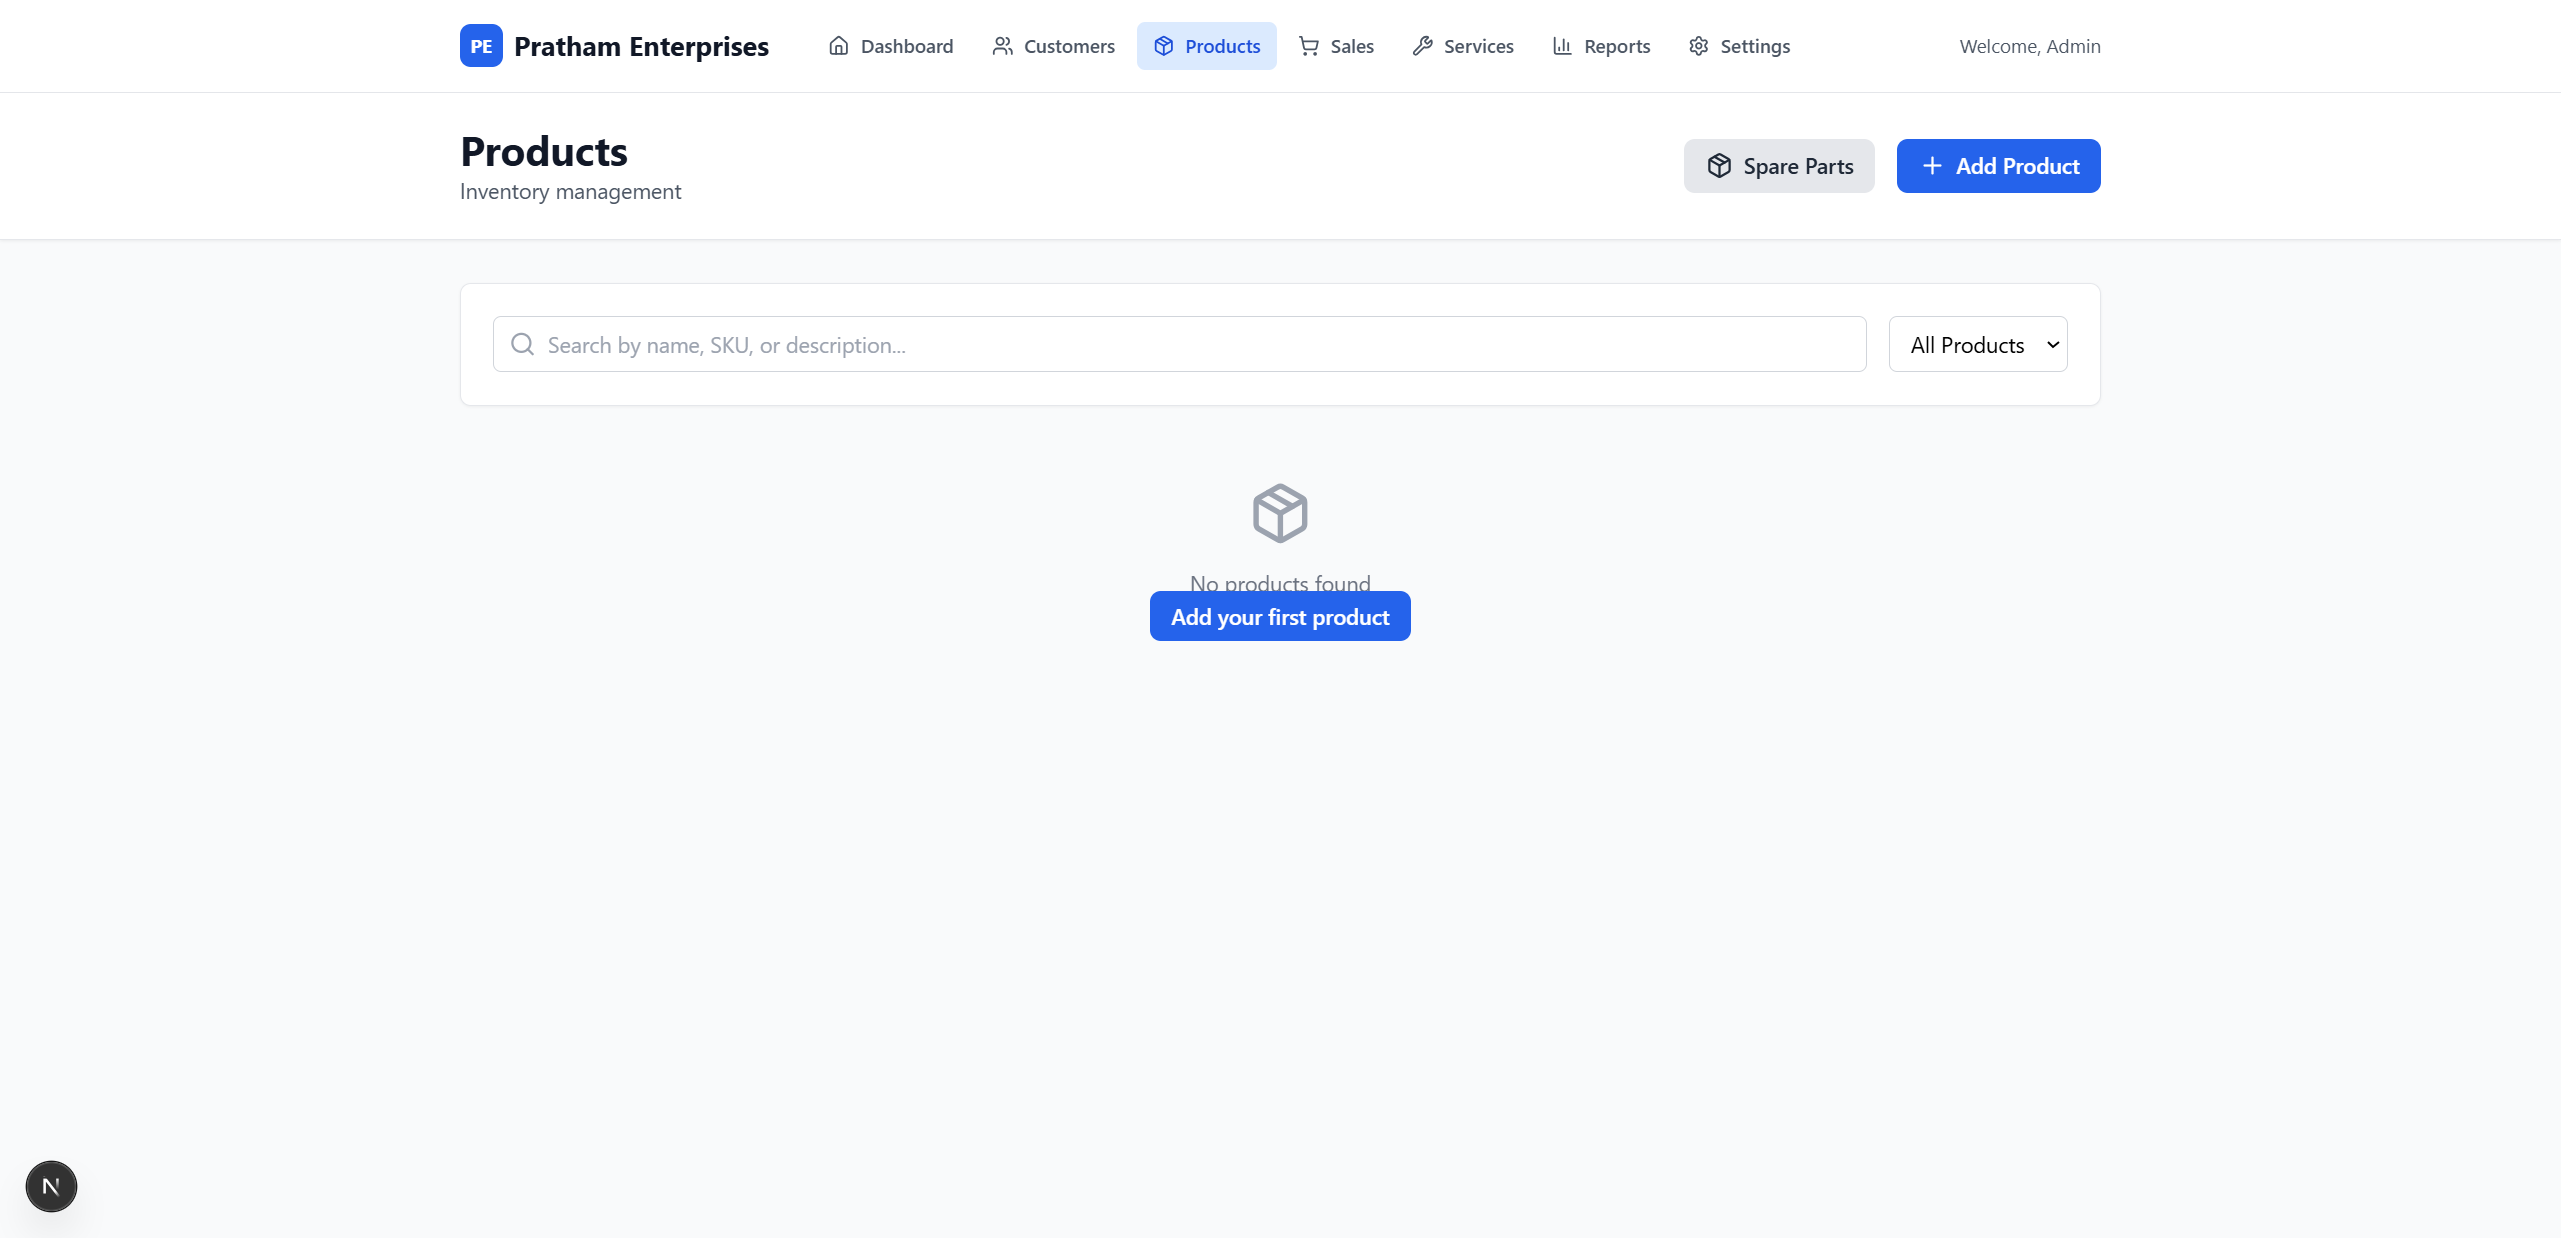 PE Pratham Enterprises Dashboard Customers Products Sales Services Reports Settings Welcome, Admin
Products
Inventory management
Spare Parts Add Product
Search by name, SKU, or description... All Products
No products found
Add your first product
N